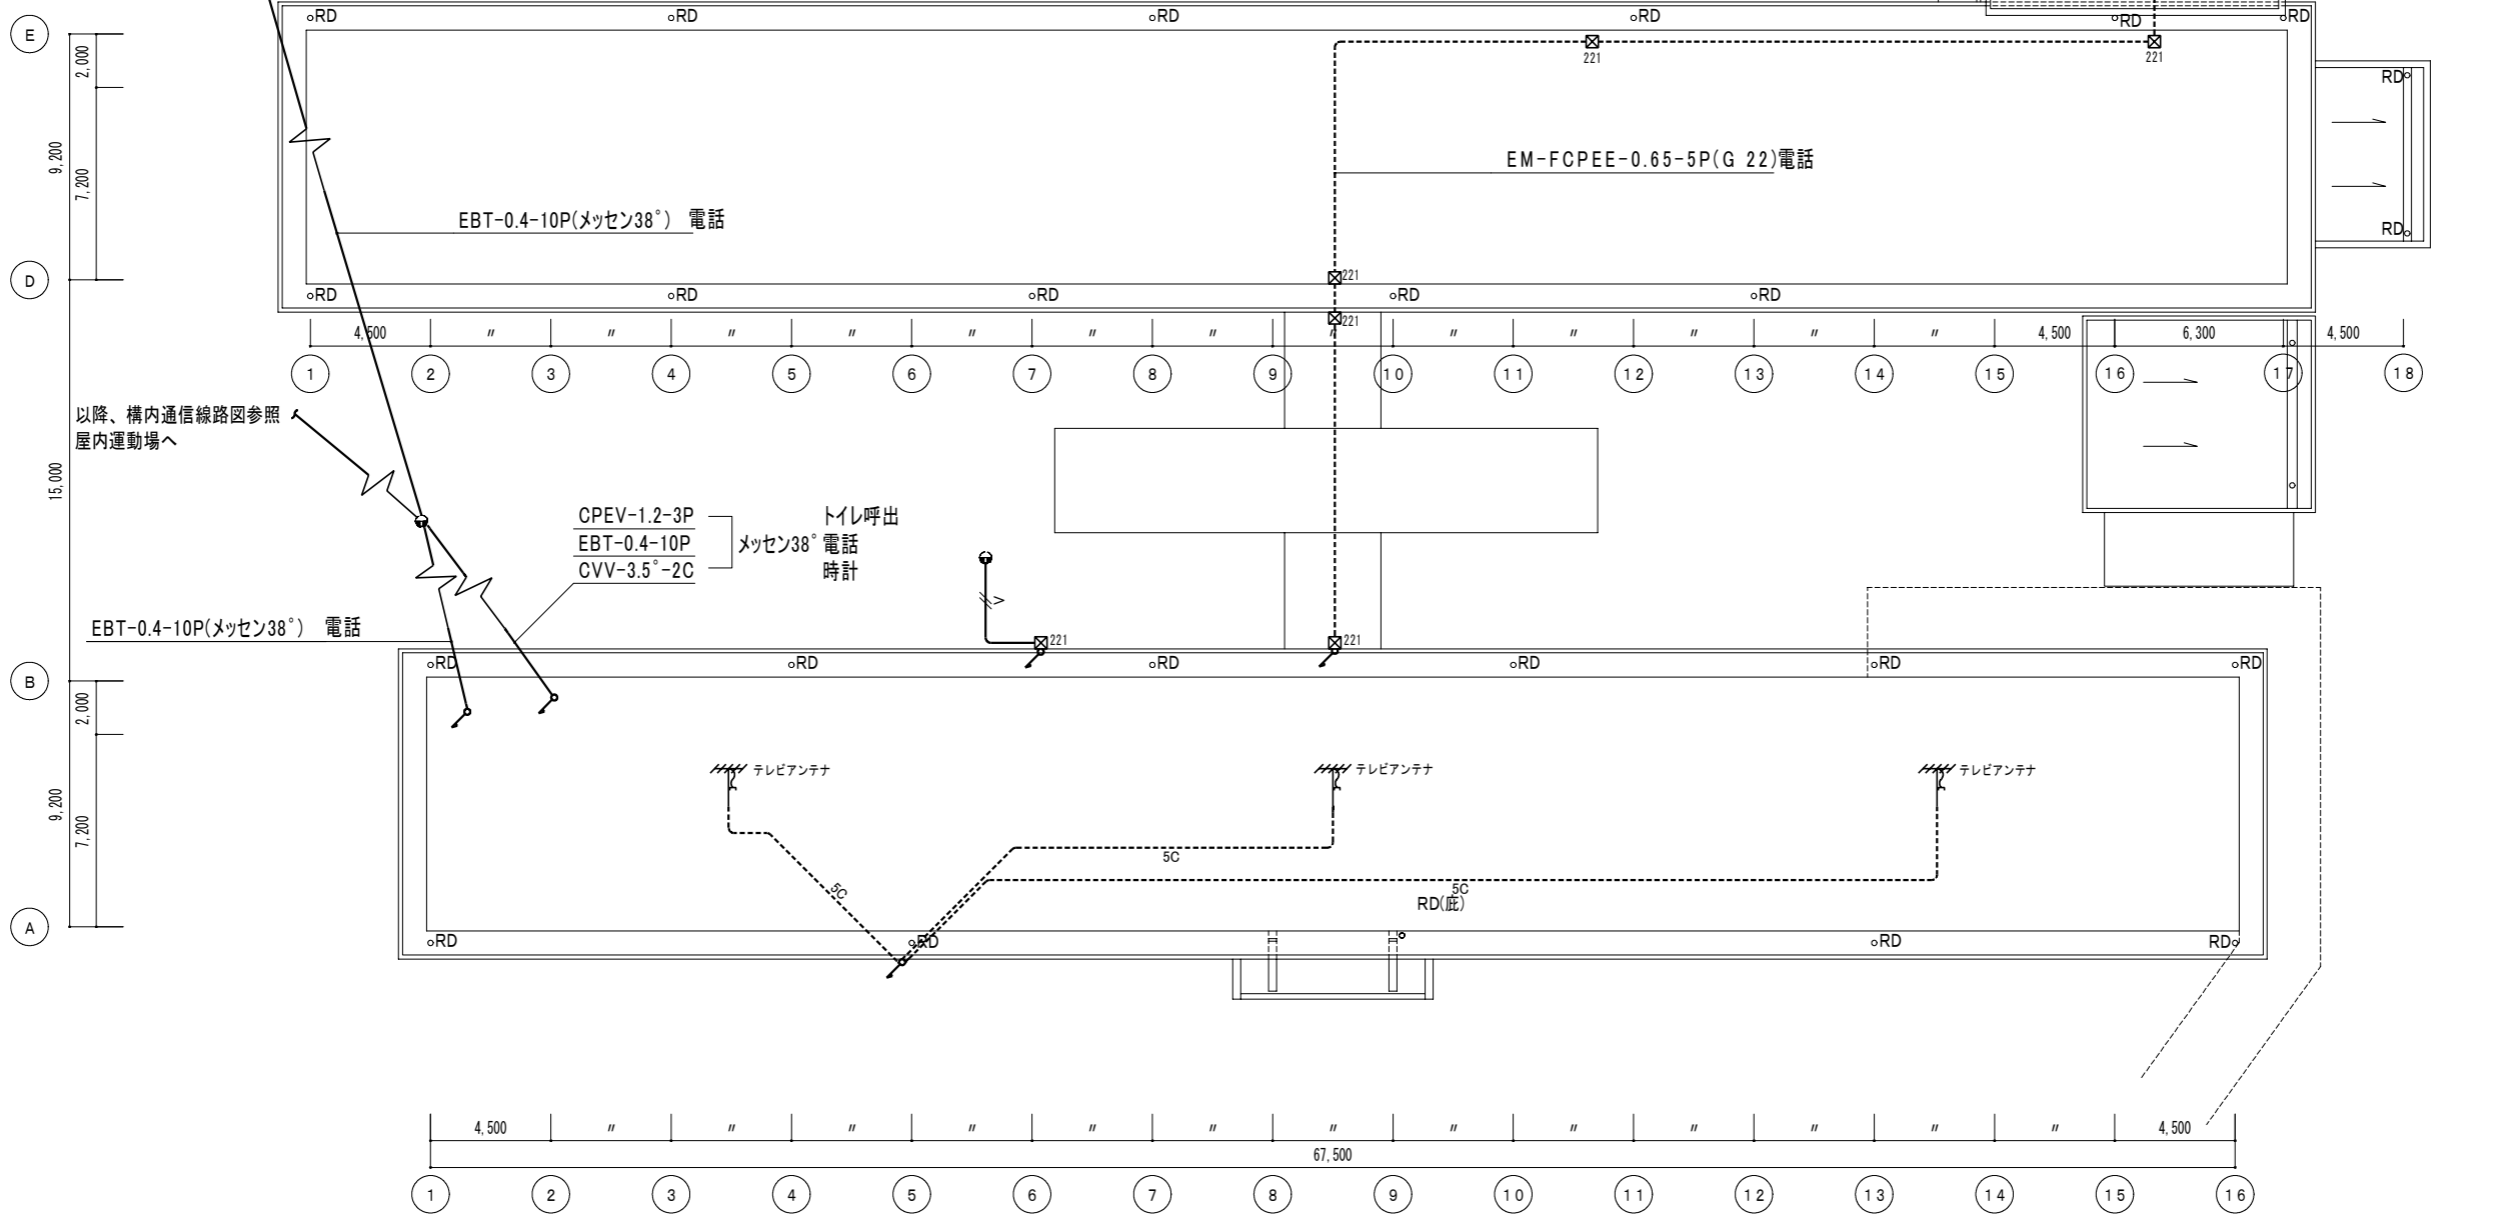 RD RD RD RD RD RD
E
2,000
221 221
RD
9,200
7,200
EM-FCPEE-0.65-5P(G 22)電話
EBT-0.4-10P(メッセン38゜) 電話
RD
D
221
RD RD RD RD RD
221
4,500 〃 〃 〃 〃 〃 〃 〃 〃 〃 〃 〃 〃 〃 4,500 6,300 4,500
1 2 3 4 5 6 7 8 9 10 11 12 13 14 15 16 17 18
以降、構内通信線路図参照
屋内運動場へ
15,000
CPEV-1.2-3P トイレ呼出
EBT-0.4-10P メッセン38゜ 電話
CVV-3.5゜-2C 時計
EBT-0.4-10P(メッセン38゜) 電話
221 221
RD RD RD RD RD RD
B
2,000
テレビアンテナ テレビアンテナ テレビアンテナ
9,200
7,200
5C
5C
5C
RD(庇)
A
RD RD RD RD
4,500 〃 〃 〃 〃 〃 〃 〃 〃 〃 〃 〃 〃 〃 4,500
67,500
1 2 3 4 5 6 7 8 9 10 11 12 13 14 15 16